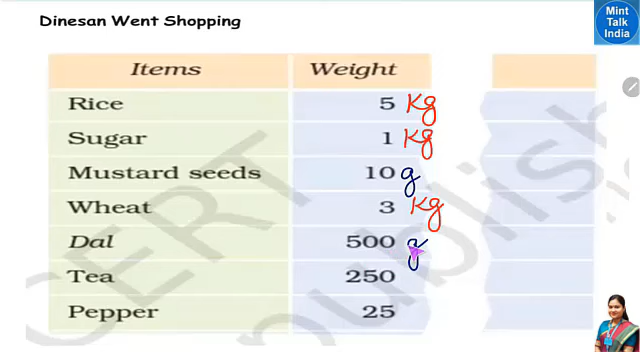 Dinesan Went Shopping
Mint
Talk
India
Items Weight
Rice 5 Kg
Sugar 1 Kg
Mustard seeds 10 g
Wheat 3 Kg
Dal 500 g
Tea 250
Pepper 25